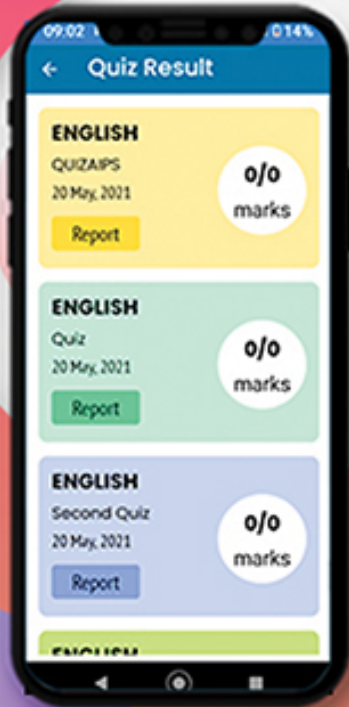 09:02
14%
Quiz Result
ENGLISH
QUIZAIPS
20 May, 2021
Report
0/0
marks
ENGLISH
Quiz
20 May, 2021
Report
0/0
marks
ENGLISH
Second Quiz
20 May, 2021
Report
0/0
marks
ENGLISH